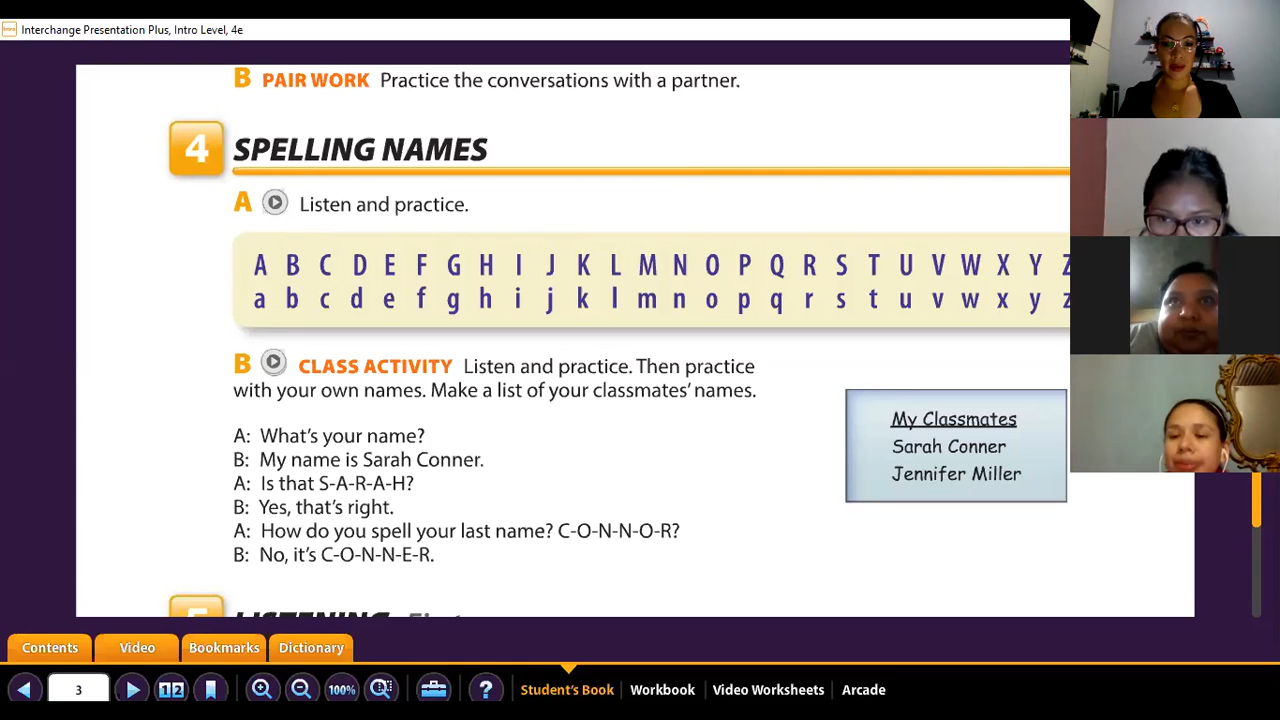 Interchange Presentation Plus, Intro Level, 4e
B PAIR WORK Practice the conversations with a partner.
4 SPELLING NAMES
A Listen and practice.
A B C D E F G H I J K L M N O P Q R S T U V W X Y Z
a b c d e f g h i j k l m n o p q r s t u v w x y z
B CLASS ACTIVITY Listen and practice. Then practice
with your own names. Make a list of your classmates' names.
A: What's your name?
B: My name is Sarah Conner.
A: Is that S-A-R-A-H?
B: Yes, that's right.
A: How do you spell your last name? C-O-N-N-O-R?
B: No, it's C-O-N-N-E-R.
My Classmates
Sarah Conner
Jennifer Miller
5 LISTENING
Contents Video Bookmarks Dictionary
3 12 100% ? Student's Book Workbook Video Worksheets Arcade